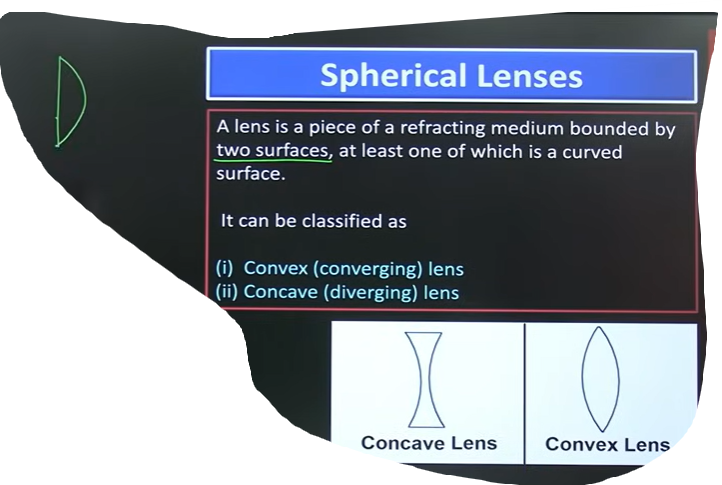 Spherical Lenses
A lens is a piece of a refracting medium bounded by
two surfaces, at least one of which is a curved
surface.
It can be classified as
(i) Convex (converging) lens
(ii) Concave (diverging) lens
Concave Lens
Convex Lens